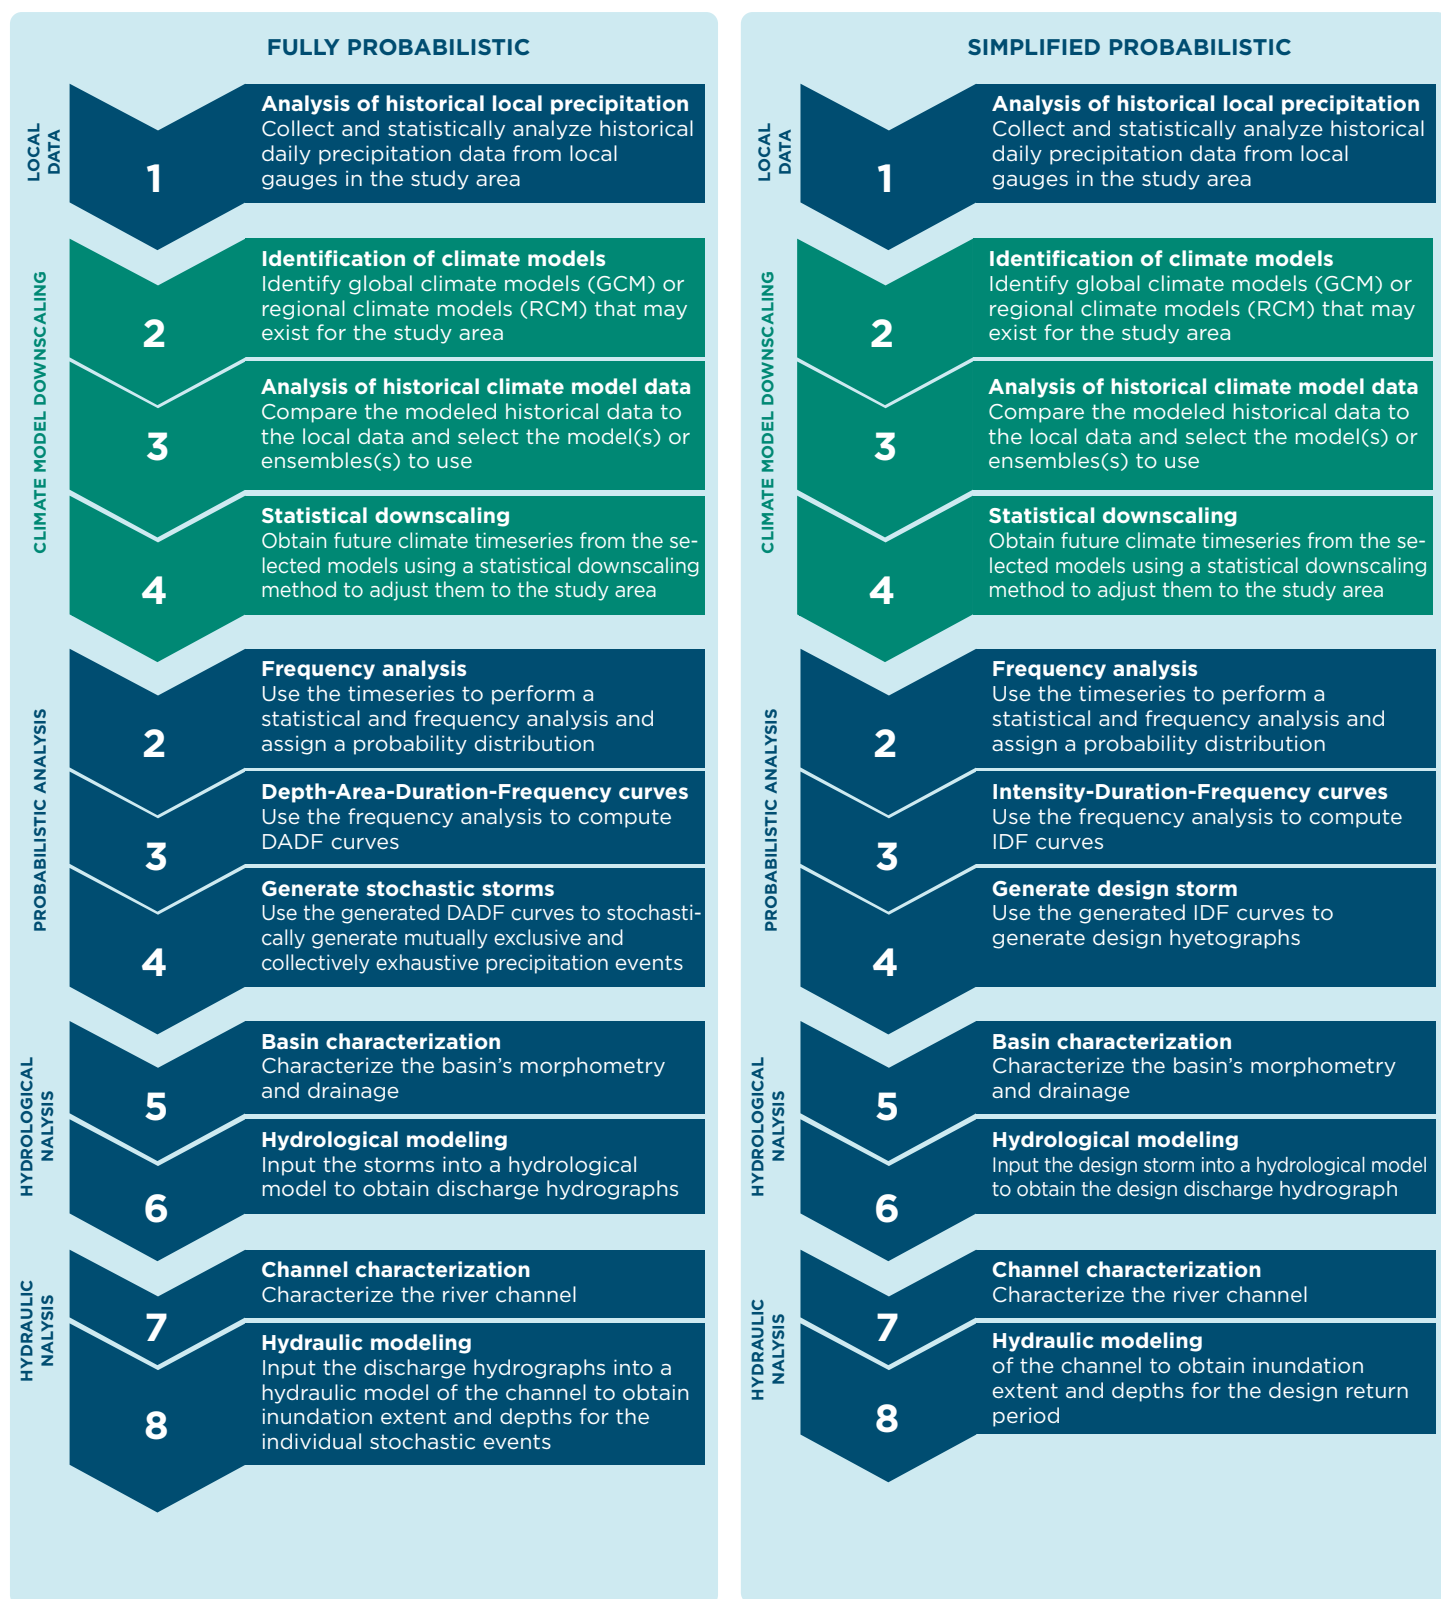 FULLY PROBABILISTIC
LOCAL
DATA
1
Analysis of historical local precipitation
Collect and statistically analyze historical
daily precipitation data from local
gauges in the study area
CLIMATE MODEL DOWNSCALING
2
Identification of climate models
Identify global climate models (GCM) or
regional climate models (RCM) that may
exist for the study area
3
Analysis of historical climate model data
Compare the modeled historical data to
the local data and select the model(s) or
ensembles(s) to use
4
Statistical downscaling
Obtain future climate timeseries from the se-
lected models using a statistical downscaling
method to adjust them to the study area
PROBABILISTIC ANALYSIS
2
Frequency analysis
Use the timeseries to perform a
statistical and frequency analysis and
assign a probability distribution
3
Depth-Area-Duration-Frequency curves
Use the frequency analysis to compute
DADF curves
4
Generate stochastic storms
Use the generated DADF curves to stochasti-
cally generate mutually exclusive and
collectively exhaustive precipitation events
HYDROLOGICAL
NALYSIS
5
Basin characterization
Characterize the basin's morphometry
and drainage
6
Hydrological modeling
Input the storms into a hydrological
model to obtain discharge hydrographs
HYDRAULIC
NALYSIS
7
Channel characterization
Characterize the river channel
8
Hydraulic modeling
Input the discharge hydrographs into a
hydraulic model of the channel to obtain
inundation extent and depths for the
individual stochastic events
SIMPLIFIED PROBABILISTIC
LOCAL
DATA
1
Analysis of historical local precipitation
Collect and statistically analyze historical
daily precipitation data from local
gauges in the study area
CLIMATE MODEL DOWNSCALING
2
Identification of climate models
Identify global climate models (GCM) or
regional climate models (RCM) that may
exist for the study area
3
Analysis of historical climate model data
Compare the modeled historical data to
the local data and select the model(s) or
ensembles(s) to use
4
Statistical downscaling
Obtain future climate timeseries from the se-
lected models using a statistical downscaling
method to adjust them to the study area
PROBABILISTIC ANALYSIS
2
Frequency analysis
Use the timeseries to perform a
statistical and frequency analysis and
assign a probability distribution
3
Intensity-Duration-Frequency curves
Use the frequency analysis to compute
IDF curves
4
Generate design storm
Use the generated IDF curves to
generate design hyetographs
HYDROLOGICAL
NALYSIS
5
Basin characterization
Characterize the basin's morphometry
and drainage
6
Hydrological modeling
Input the design storm into a hydrological model
to obtain the design discharge hydrograph
HYDRAULIC
NALYSIS
7
Channel characterization
Characterize the river channel
8
Hydraulic modeling
of the channel to obtain inundation
extent and depths for the design return
period